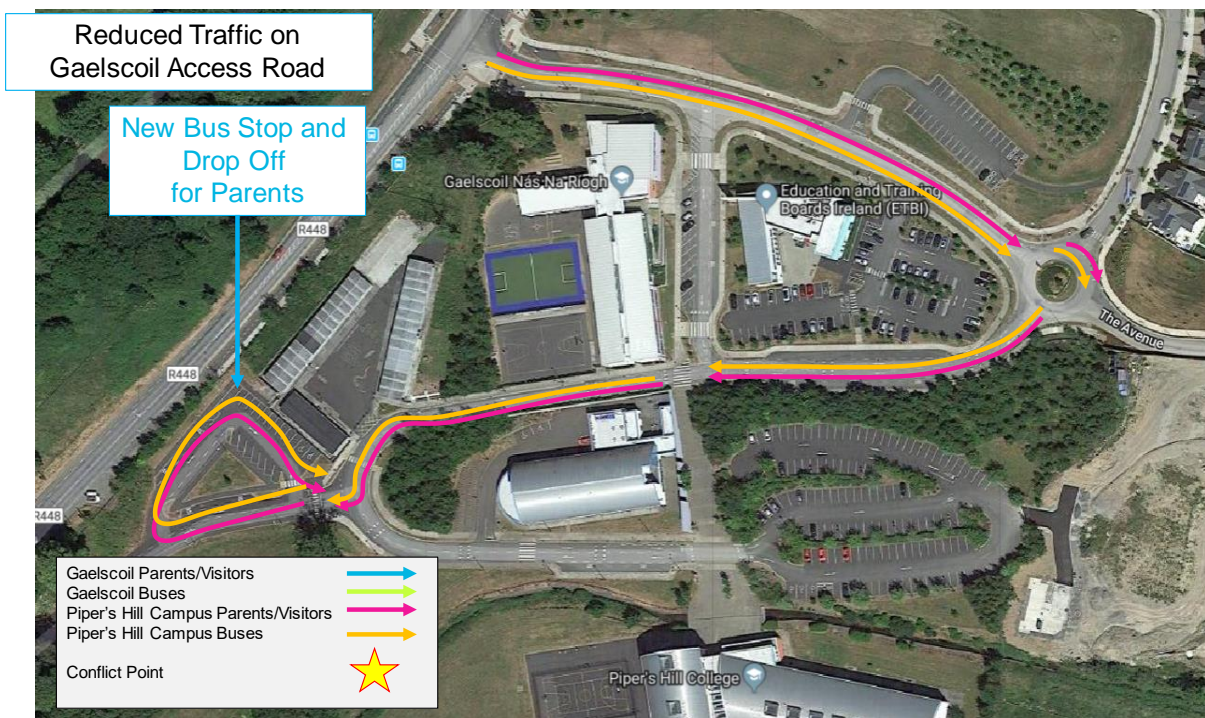 Reduced Traffic on
Gaelscoil Access Road
New Bus Stop and
Drop Off
for Parents
Gaelscoil Nás Na Ríogh
Education and Training
Boards Ireland (ETBI)
R448
The Avenue
R448
R448
Gaelscoil Parents/Visitors
Gaelscoil Buses
Piper's Hill Campus Parents/Visitors
Piper's Hill Campus Buses
Conflict Point
Piper's Hill College